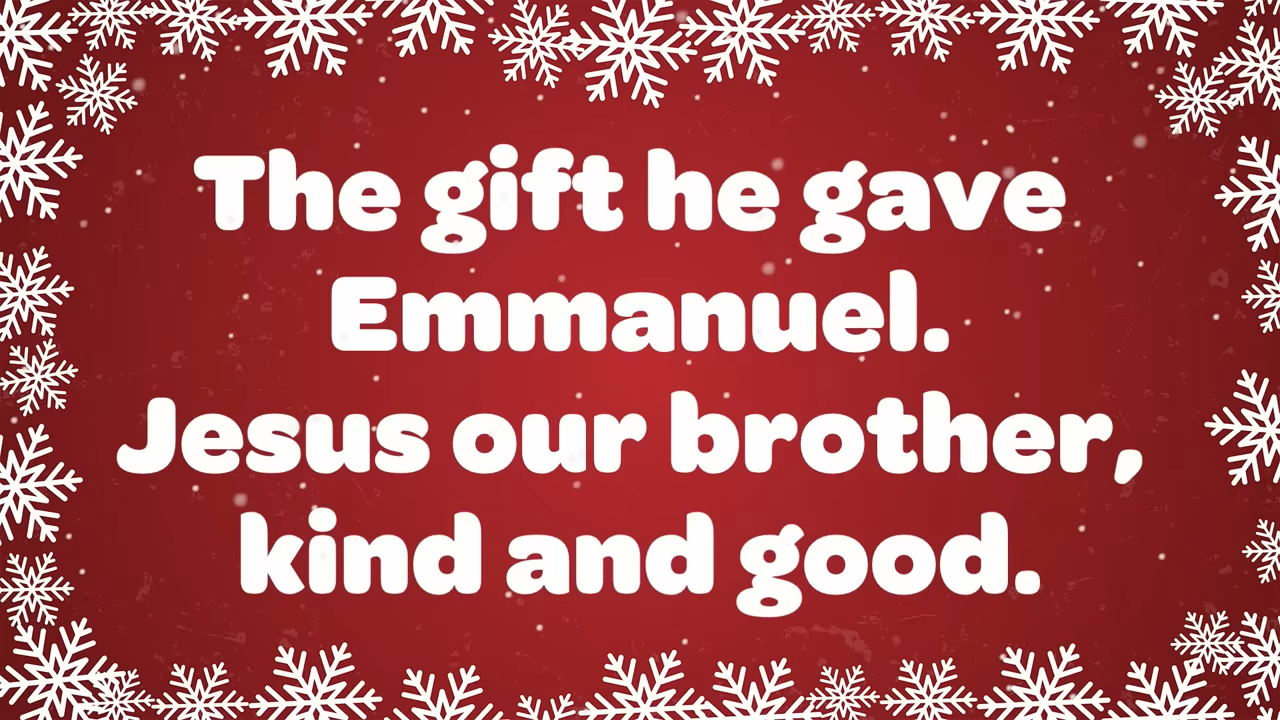 The gift he gave
Emmanuel.
Jesus our brother,
kind and good.